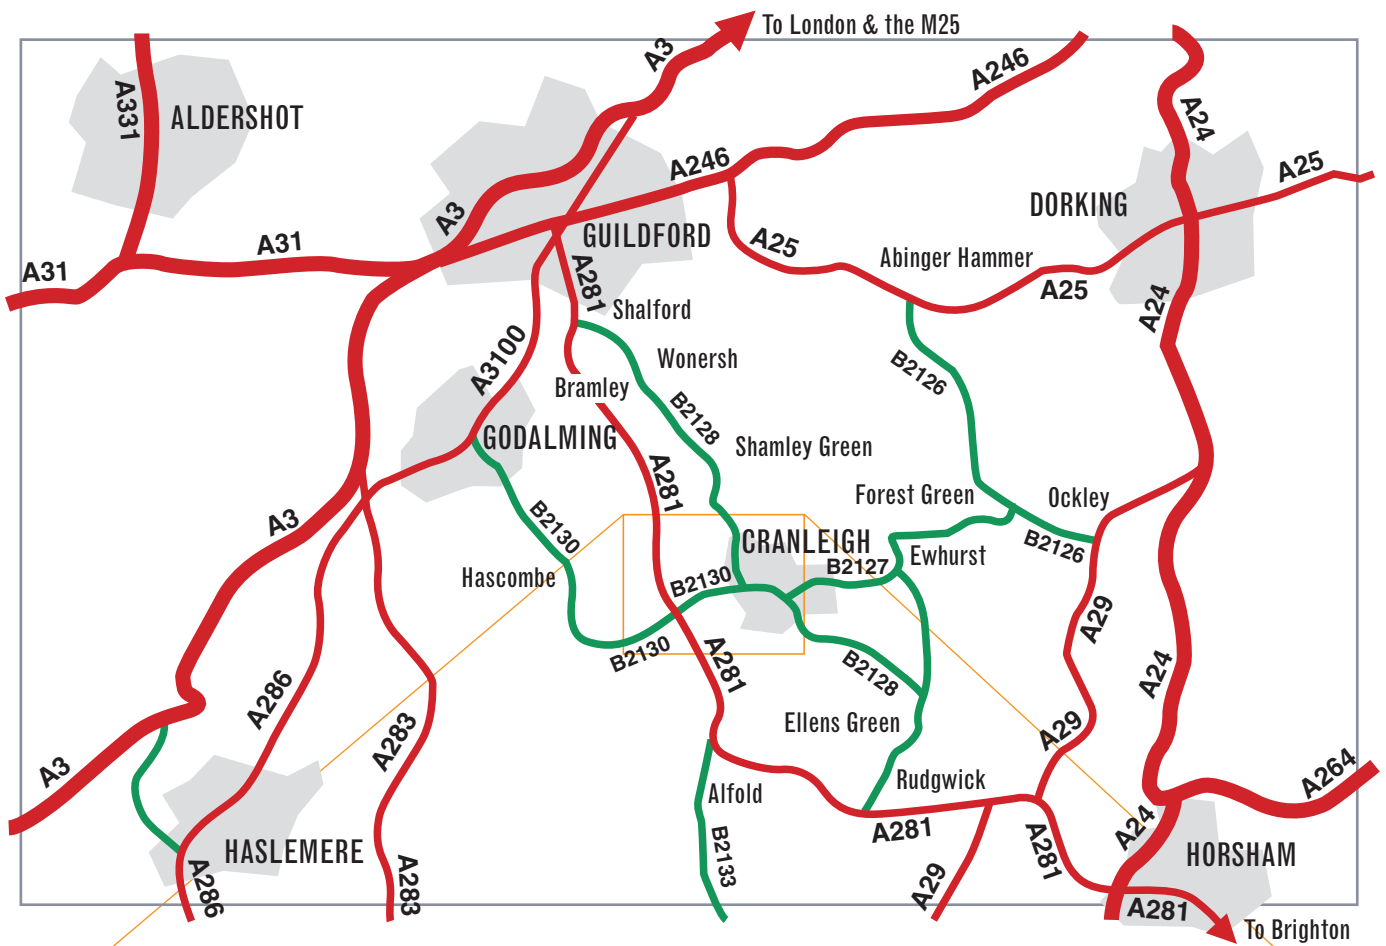 To London & the M25
A3
A246
A331
ALDERSHOT
A24
A246
A25
DORKING
A3
GUILDFORD
A31
A25
Abinger Hammer
A31
A281
A25
Shalford
A24
A3100
Wonersh
B2126
Bramley
B2128
GODALMING
Shamley Green
A281
Forest Green
Ockley
A3
B2130
CRANLEIGH
B2126
Ewhurst
B2127
Hascombe
B2130
A29
B2130
A281
B2128
A24
A286
Ellens Green
A283
A29
A3
Rudgwick
A264
Alfold
A281
A24
HASLEMERE
A281
HORSHAM
B2133
A286
A283
A29
A281
To Brighton